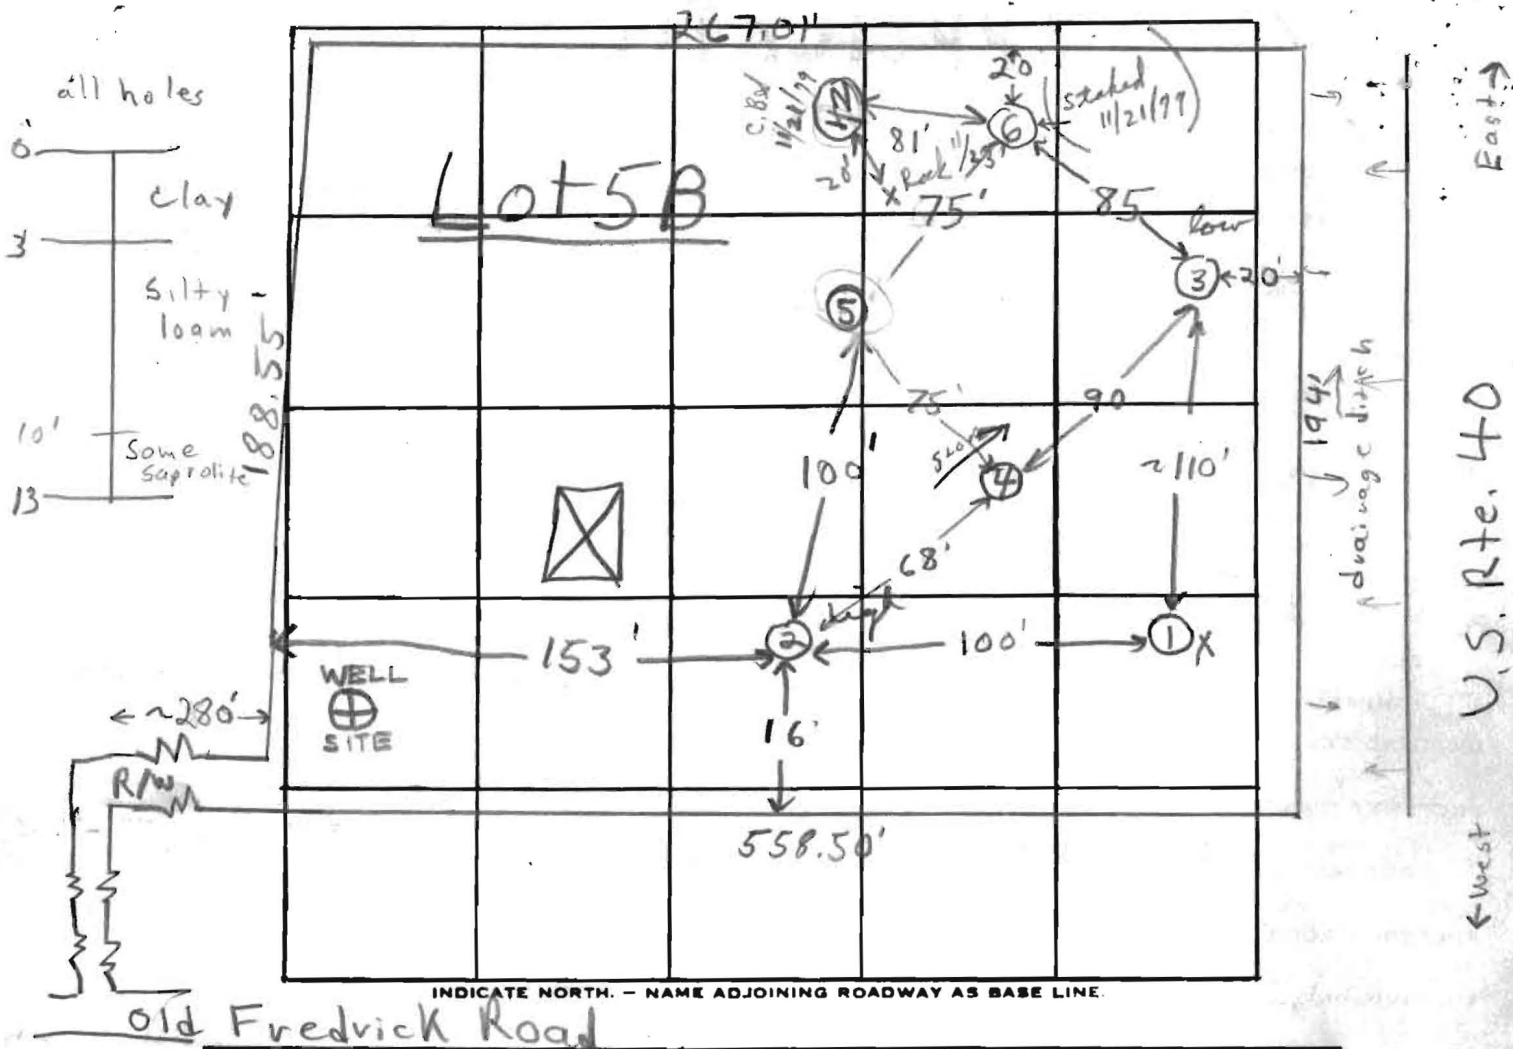 267.01'
all holes
0'
clay
3'
Silty -
loam
10'
Some
saprolite
13
188.55
Lot 5B
11/21/99
20'
81'
Rock 11/23
x
20'
6
Staked
11/21/99
75'
85
low
3
20'
5
75'
90
4
100'
~110'
68'
high
2
153'
100'
1 X
16'
WELL
SITE
~280'
R/W
558.50'
194'
drainage ditch
East →
U.S. Rte. 40
← West
INDICATE NORTH. — NAME ADJOINING ROADWAY AS BASE LINE.
Old Fredrick Road